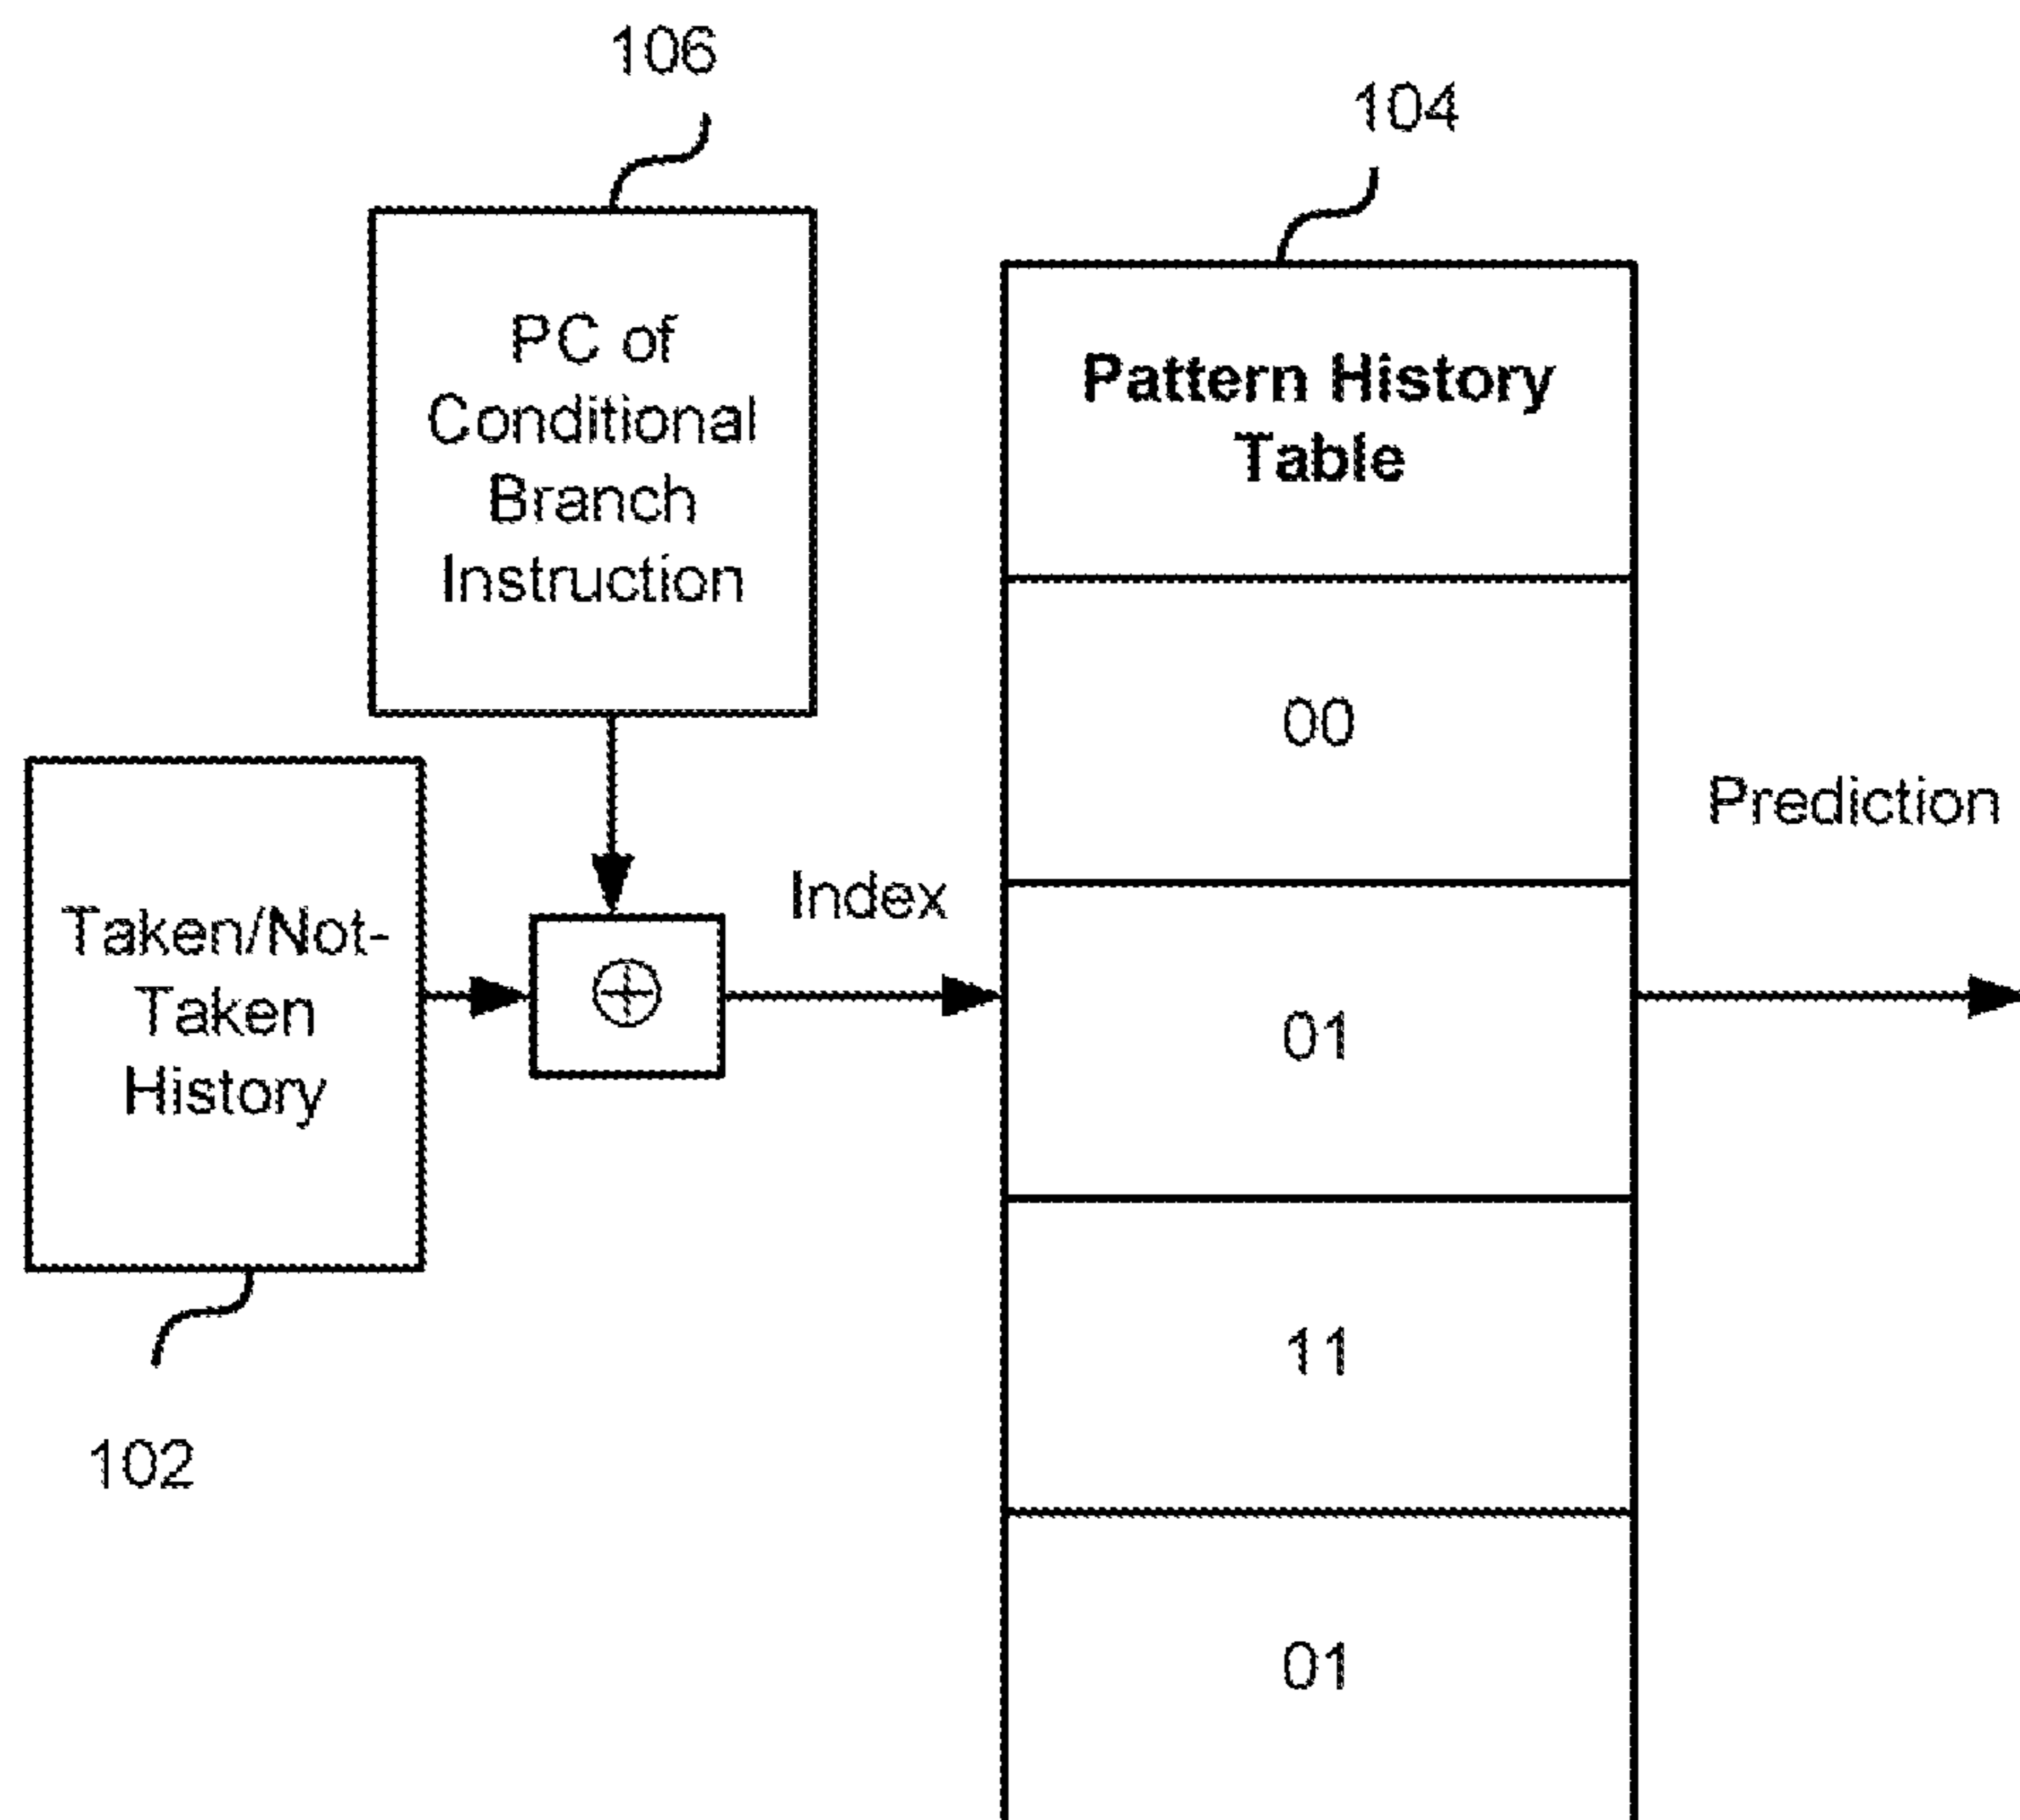 106
104
PC of
Conditional
Branch
Instruction
Pattern History
Table
00
Prediction
Index
Taken/Not-
Taken
History
01
11
102
01